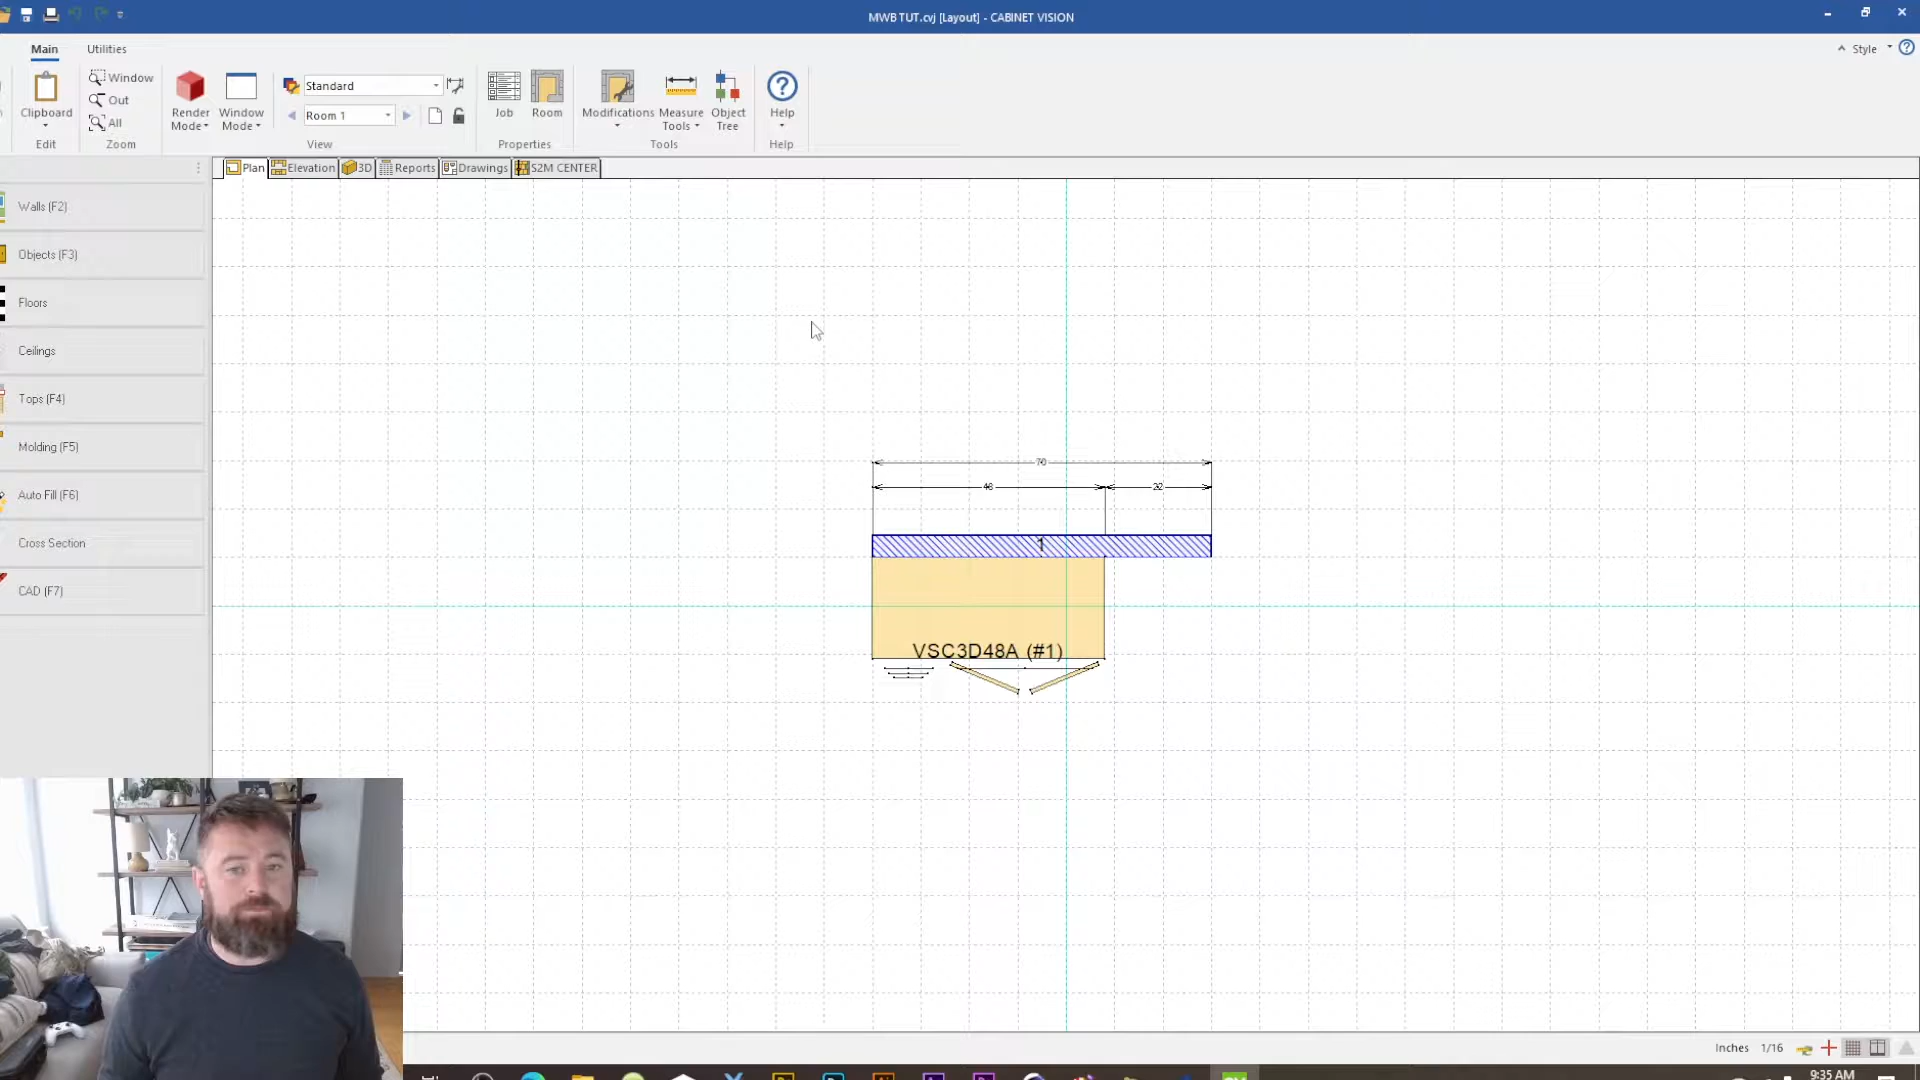 MWB TUT.cvj [Layout] - CABINET VISION
Main
Utilities
Style
Clipboard
Edit
Window
Out
All
Zoom
Render Mode
Window Mode
Standard
Room 1
View
Job
Room
Properties
Modifications
Measure Tools
Object Tree
Tools
Help
Help
Plan
Elevation
3D
Reports
Drawings
S2M CENTER
Walls (F2)
Objects (F3)
Floors
Ceilings
Tops (F4)
Molding (F5)
Auto Fill (F6)
Cross Section
CAD (F7)
70
48
22
1
VSC3D48A (#1)
Inches 1/16
9:35 AM